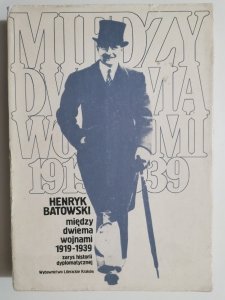 MIĘDZY
DWIEMA
WOJNAMI
1919 1939
HENRYK
BATOWSKI
między
dwiema
wojnami
1919-1939
zarys historii
dyplomatycznej
Wydawnictwo Literackie Kraków